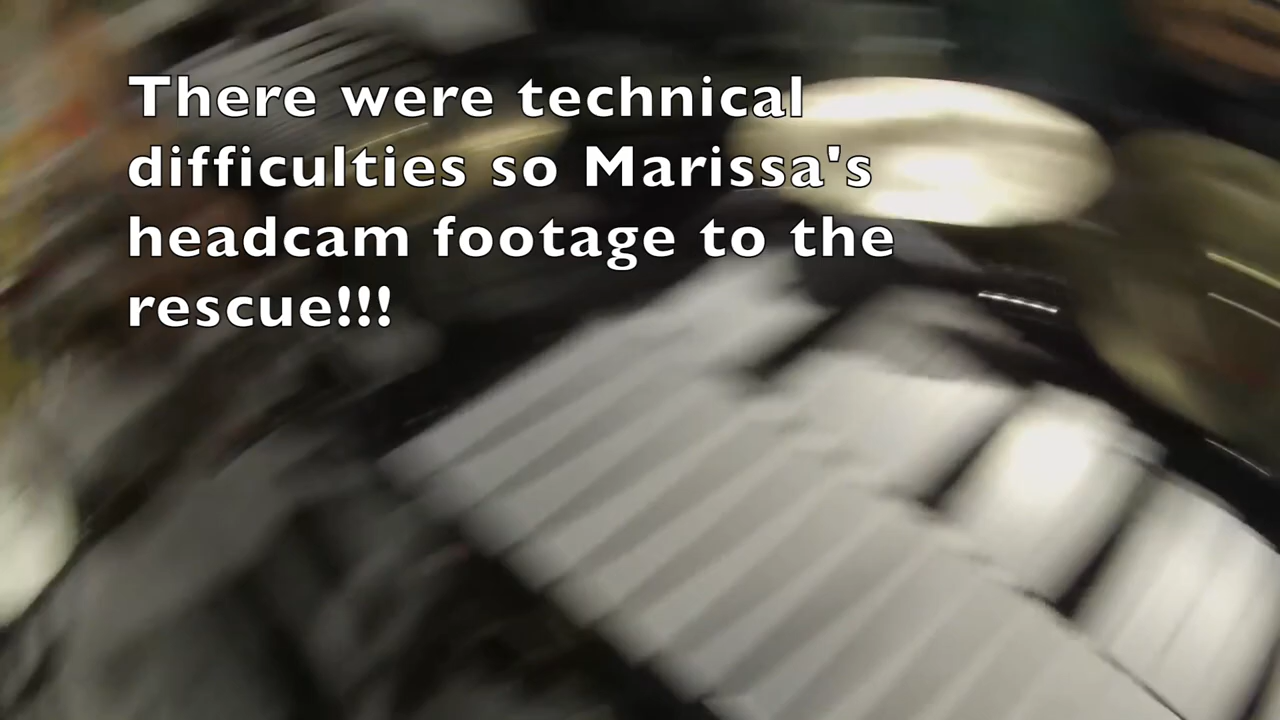 There were technical
difficulties so Marissa's
headcam footage to the
rescue!!!